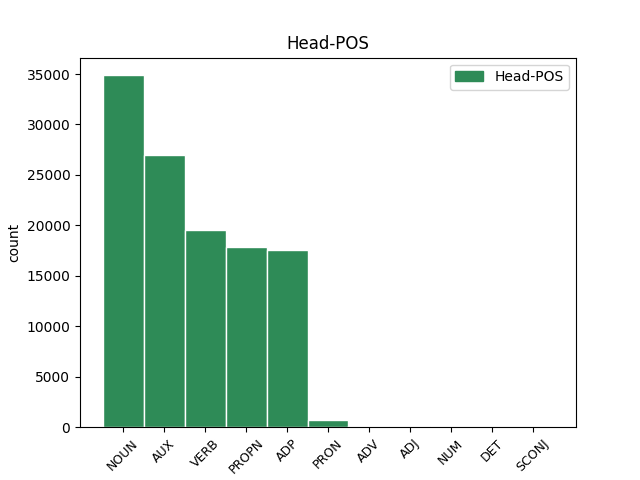 Head-POS
Head-POS
35000
30000
25000
20000
15000
10000
5000
0
count
NOUN
AUX
VERB
PROPN
ADP
PRON
ADV
ADJ
NUM
DET
SCONJ